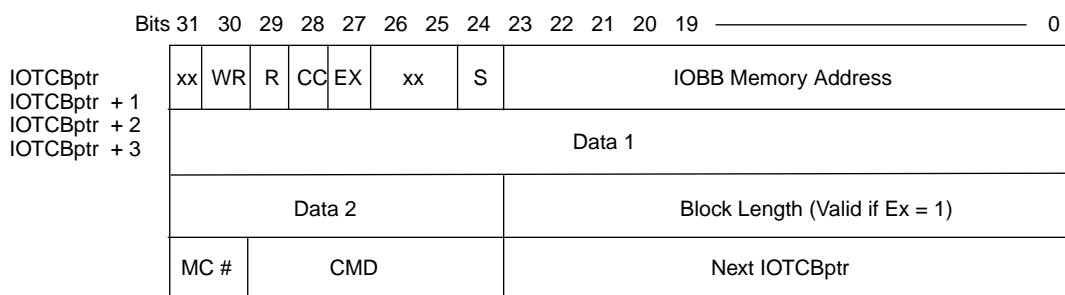 Bits 31 30 29 28 27 26 25 24 23 22 21 20 19 0
IOTCBptr xx WR R CC EX xx S IOBB Memory Address
IOTCBptr + 1
IOTCBptr + 2 Data 1
IOTCBptr + 3
Data 2 Block Length (Valid if Ex = 1)
MC # CMD Next IOTCBptr